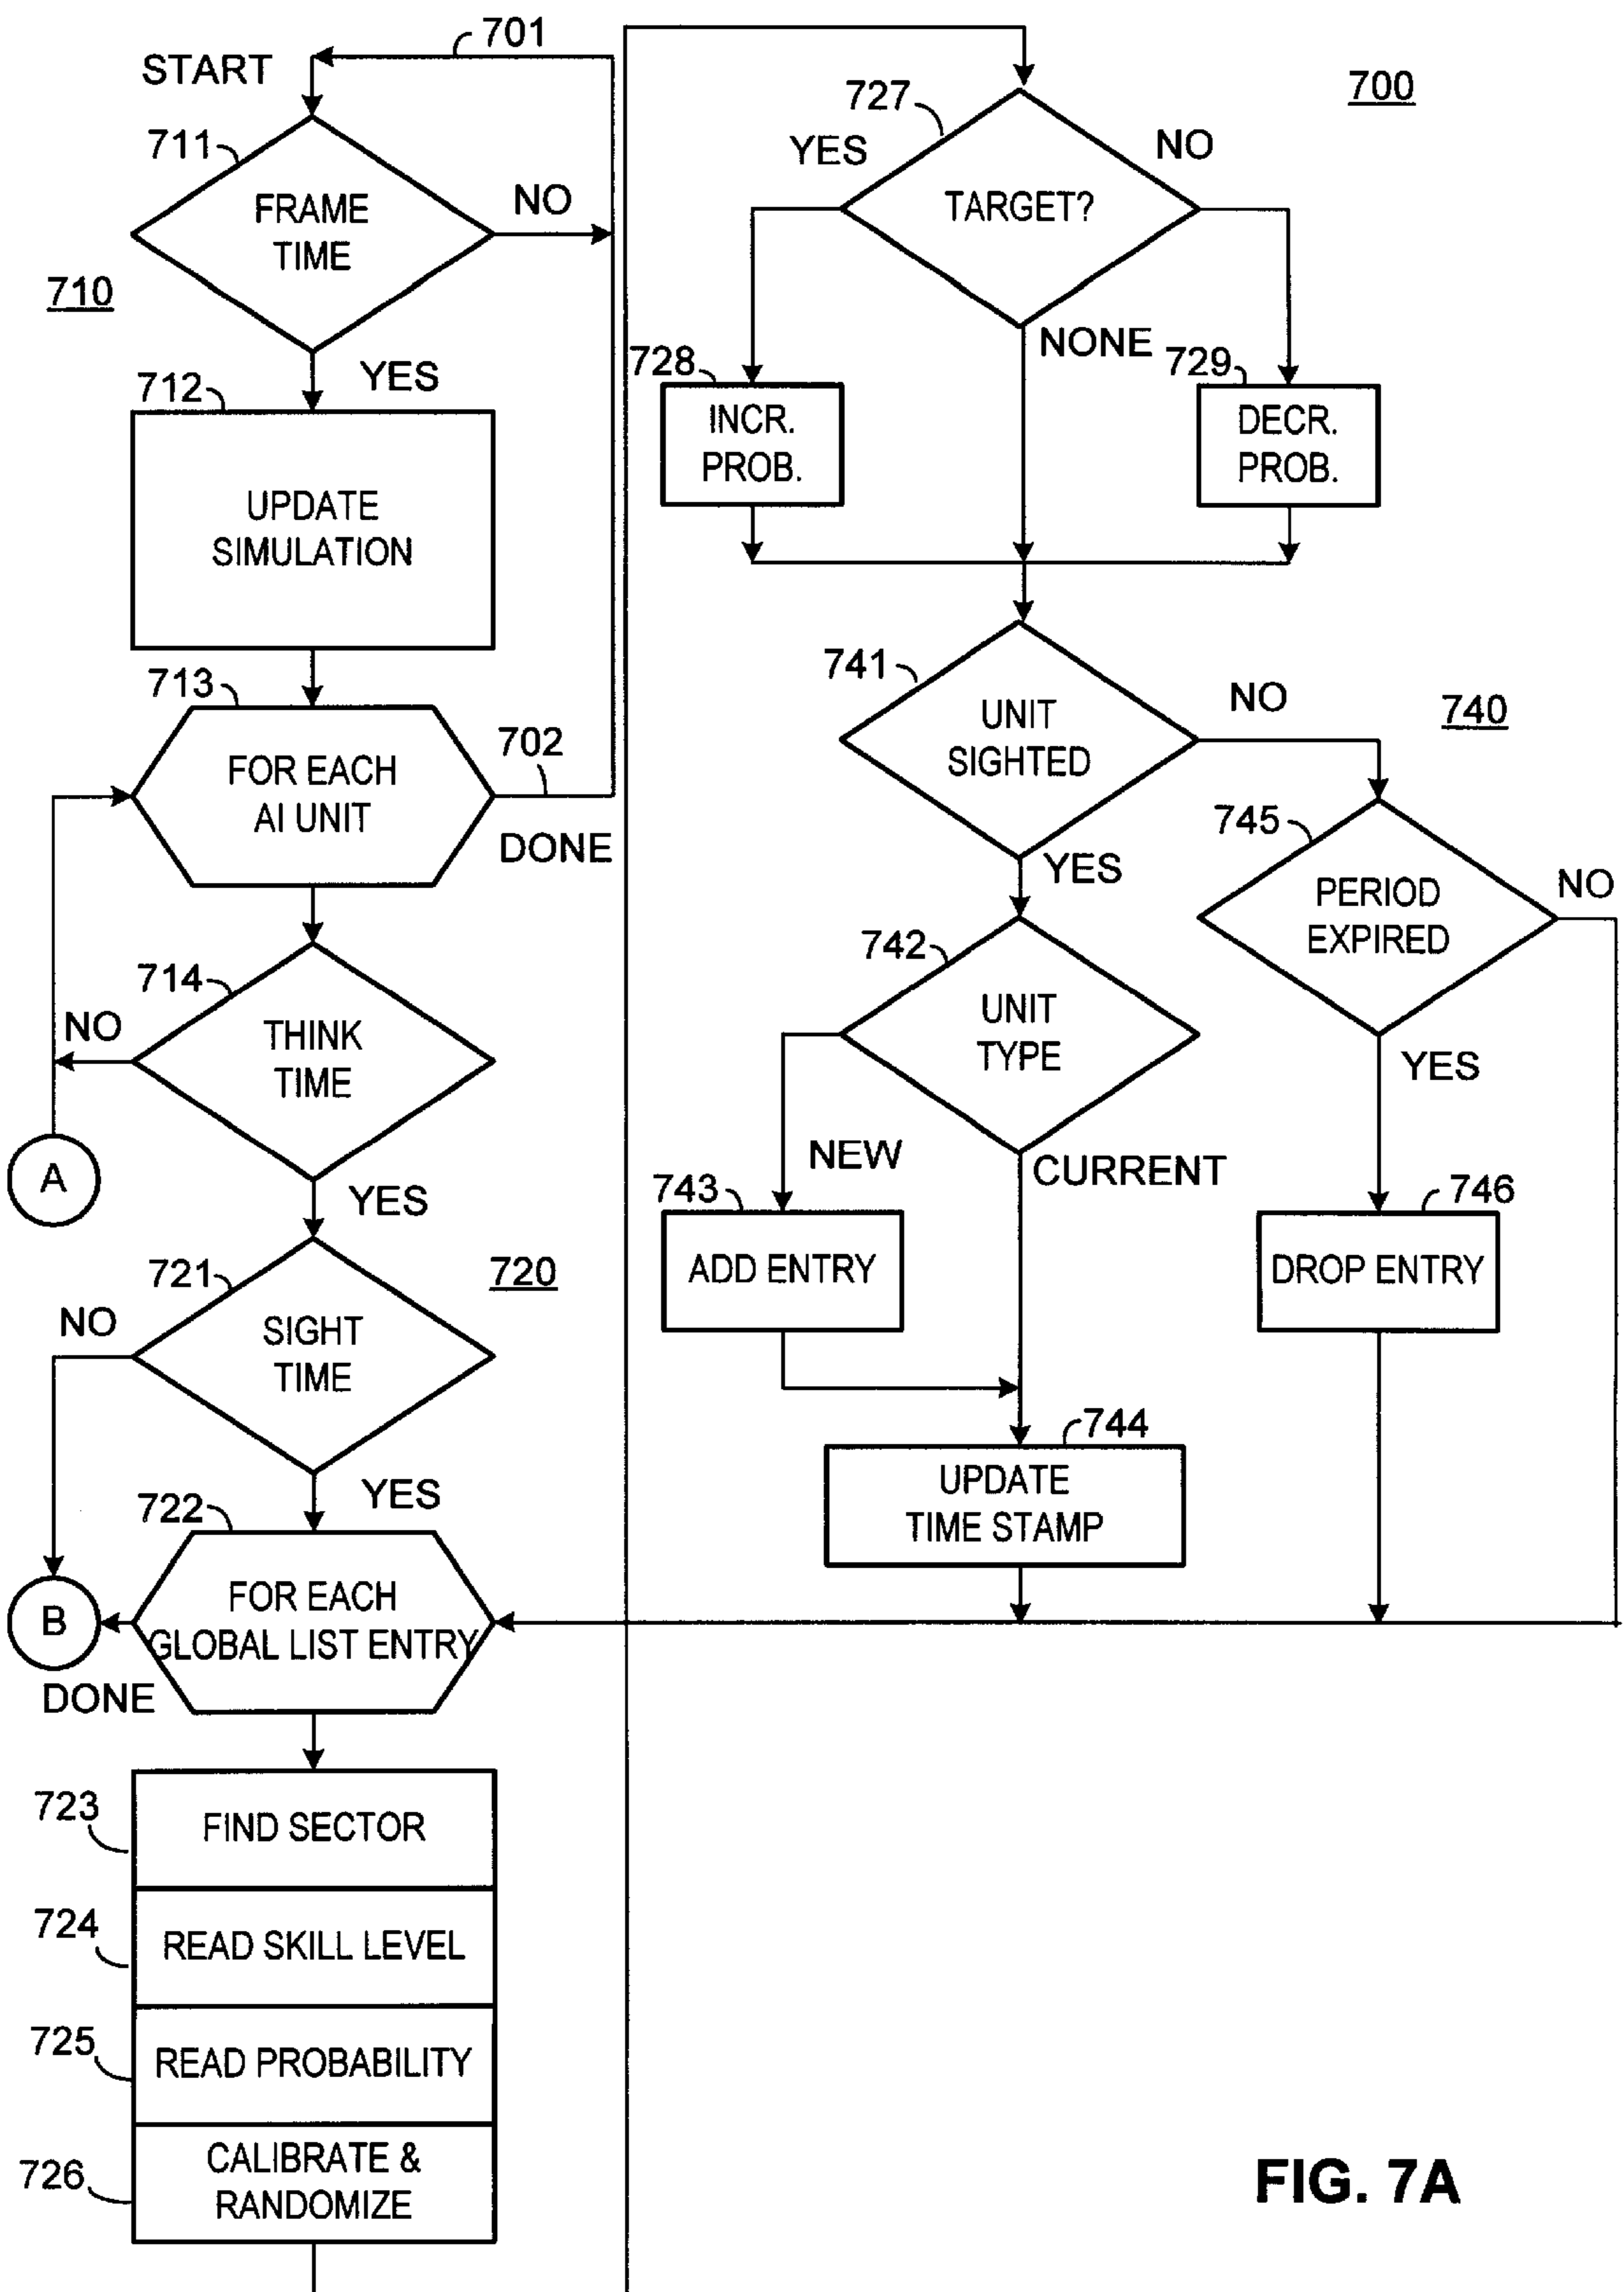 START
701
711
FRAME
TIME
NO
710
YES
712
UPDATE
SIMULATION
713
FOR EACH
AI UNIT
702
DONE
714
NO
THINK
TIME
A
YES
721
720
NO
SIGHT
TIME
YES
722
B
FOR EACH
GLOBAL LIST ENTRY
DONE
723
FIND SECTOR
724
READ SKILL LEVEL
725
READ PROBABILITY
726
CALIBRATE &
RANDOMIZE
700
727
YES
NO
TARGET?
NONE
728
INCR.
PROB.
729
DECR.
PROB.
741
UNIT
SIGHTED
NO
740
YES
745
PERIOD
EXPIRED
NO
742
UNIT
TYPE
YES
NEW
CURRENT
743
ADD ENTRY
746
DROP ENTRY
744
UPDATE
TIME STAMP
FIG. 7A